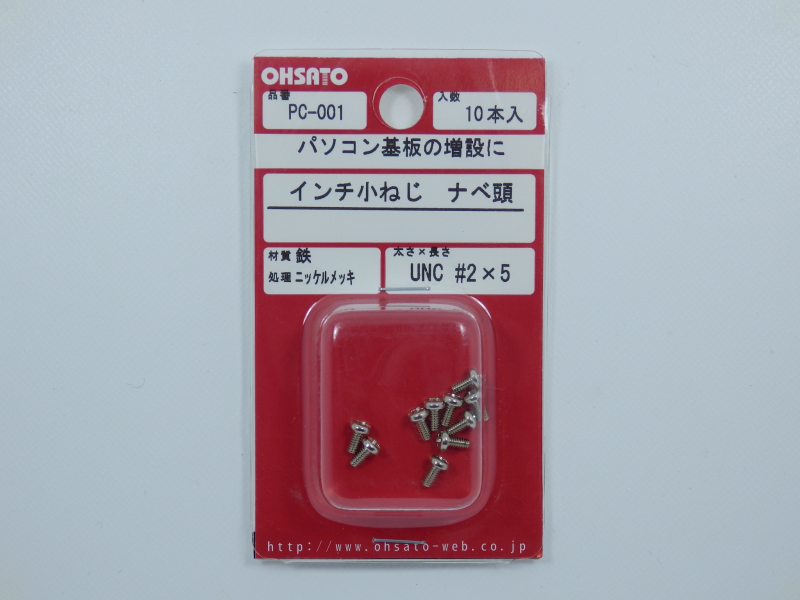 OHSATO
品番
PC-001
入数
10本入
パソコン基板の増設に
インチ小ねじ ナベ頭
材質 鉄
処理 ニッケルメッキ
太さ×長さ
UNC #2×5
http://www.ohsato-web.co.jp